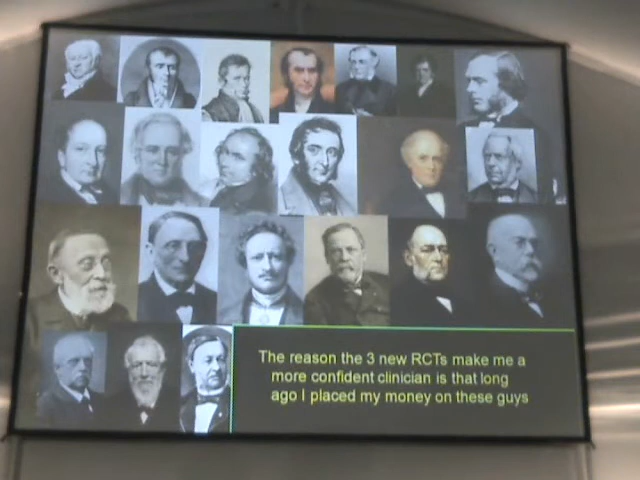 The reason the 3 new RCTs make me a
more confident clinician is that long
ago I placed my money on these guys